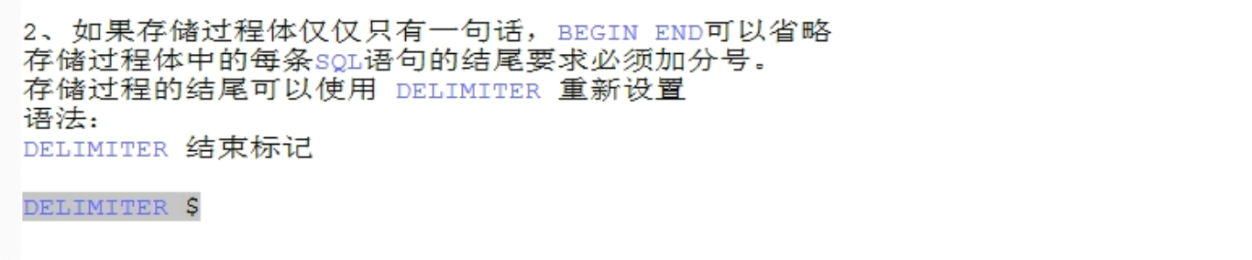 2、如果存储过程体仅仅只有一句话，BEGIN END可以省略
存储过程体中的每条SQL语句的结尾要求必须加分号。
存储过程的结尾可以使用 DELIMITER 重新设置
语法：
DELIMITER 结束标记
DELIMITER $